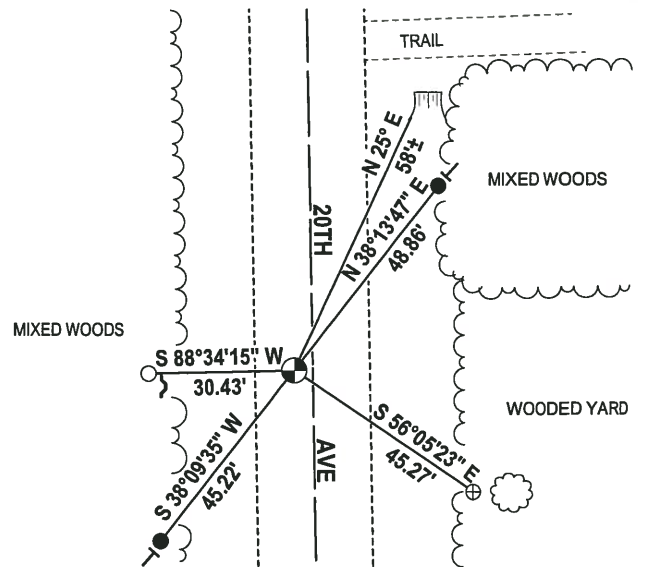 TRAIL
N 25° E
58'±
MIXED WOODS
N 38°13'47" E
48.86'
20TH
MIXED WOODS
S 88°34'15" W
30.43'
WOODED YARD
S 56°05'23" E
45.27'
S 38°09'35" W
45.22'
AVE